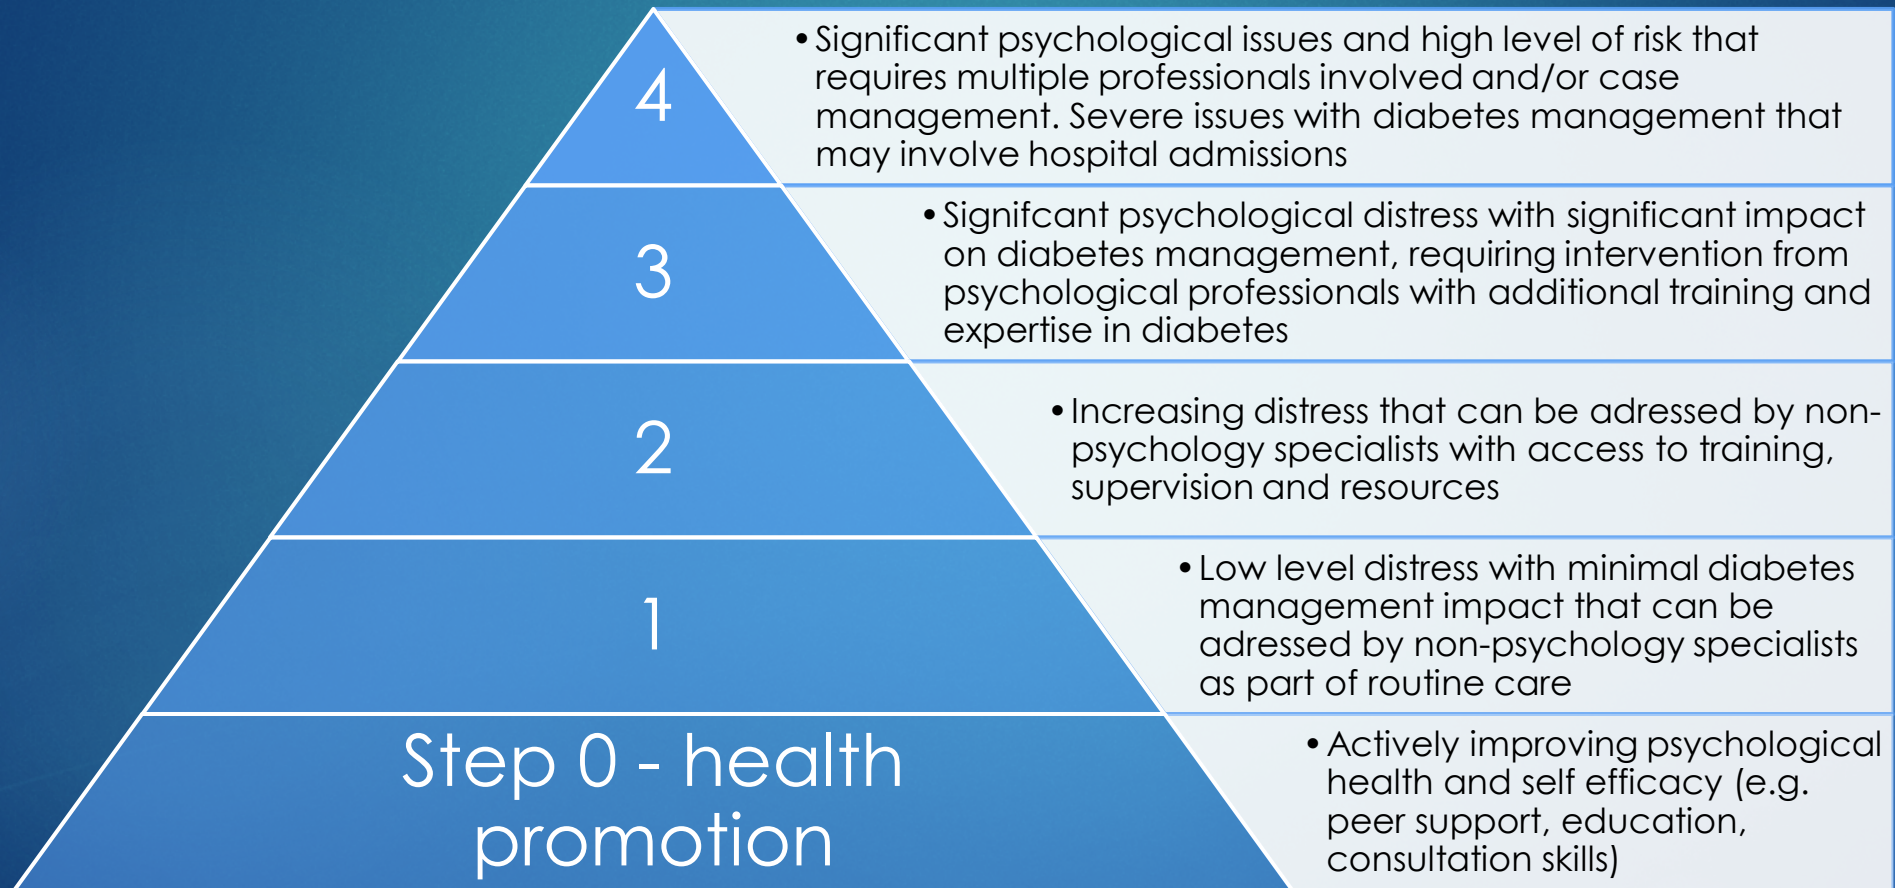 4
• Significant psychological issues and high level of risk that
requires multiple professionals involved and/or case
management. Severe issues with diabetes management that
may involve hospital admissions
3
• Signifcant psychological distress with significant impact
on diabetes management, requiring intervention from
psychological professionals with additional training and
expertise in diabetes
2
• Increasing distress that can be adressed by non-
psychology specialists with access to training,
supervision and resources
1
• Low level distress with minimal diabetes
management impact that can be
adressed by non-psychology specialists
as part of routine care
Step 0 - health
promotion
• Actively improving psychological
health and self efficacy (e.g.
peer support, education,
consultation skills)